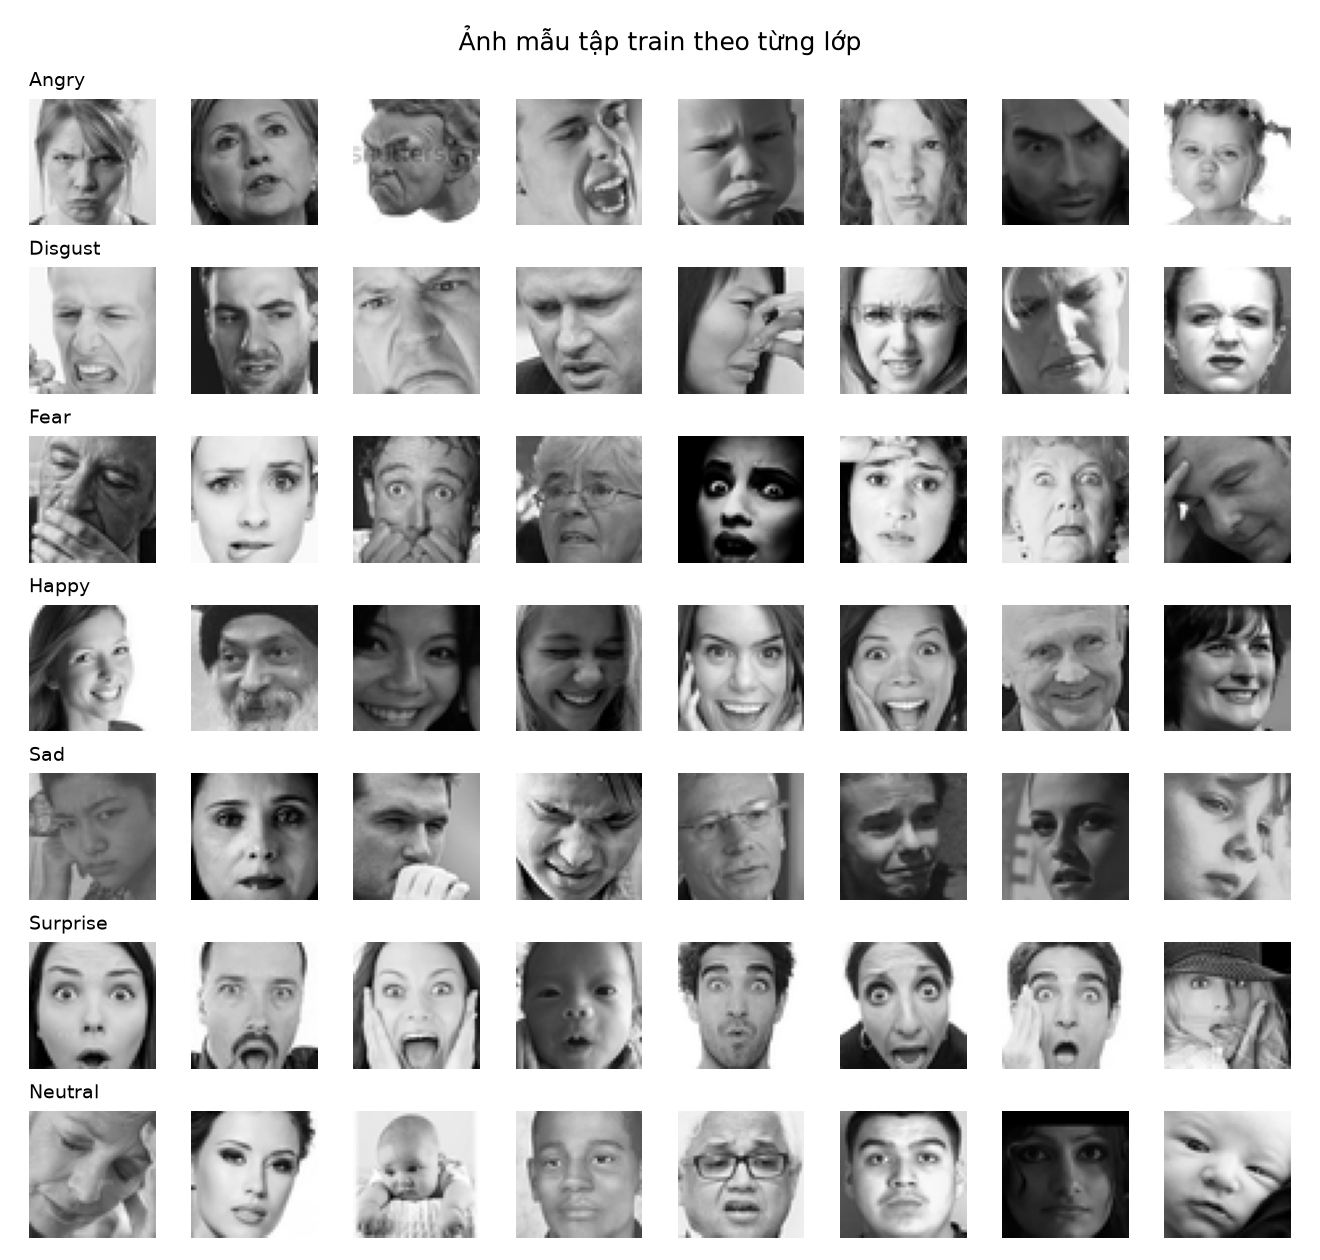 Ảnh mẫu tập train theo từng lớp
Angry
Disgust
Fear
Happy
Sad
Surprise
Neutral